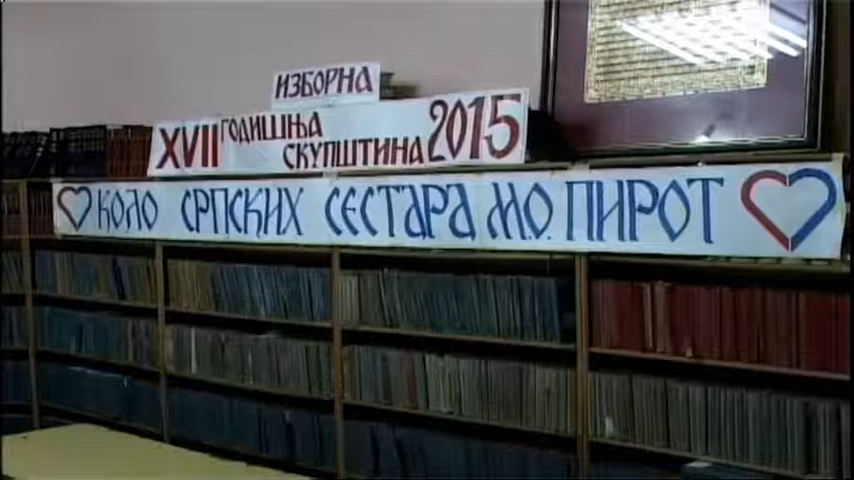 ИЗБОРНА
XVII ГОДИШЊА
СКУПШТИНА 2015
КОЛО СРПСКИХ СЕСТАРА М.О. ПИРОТ